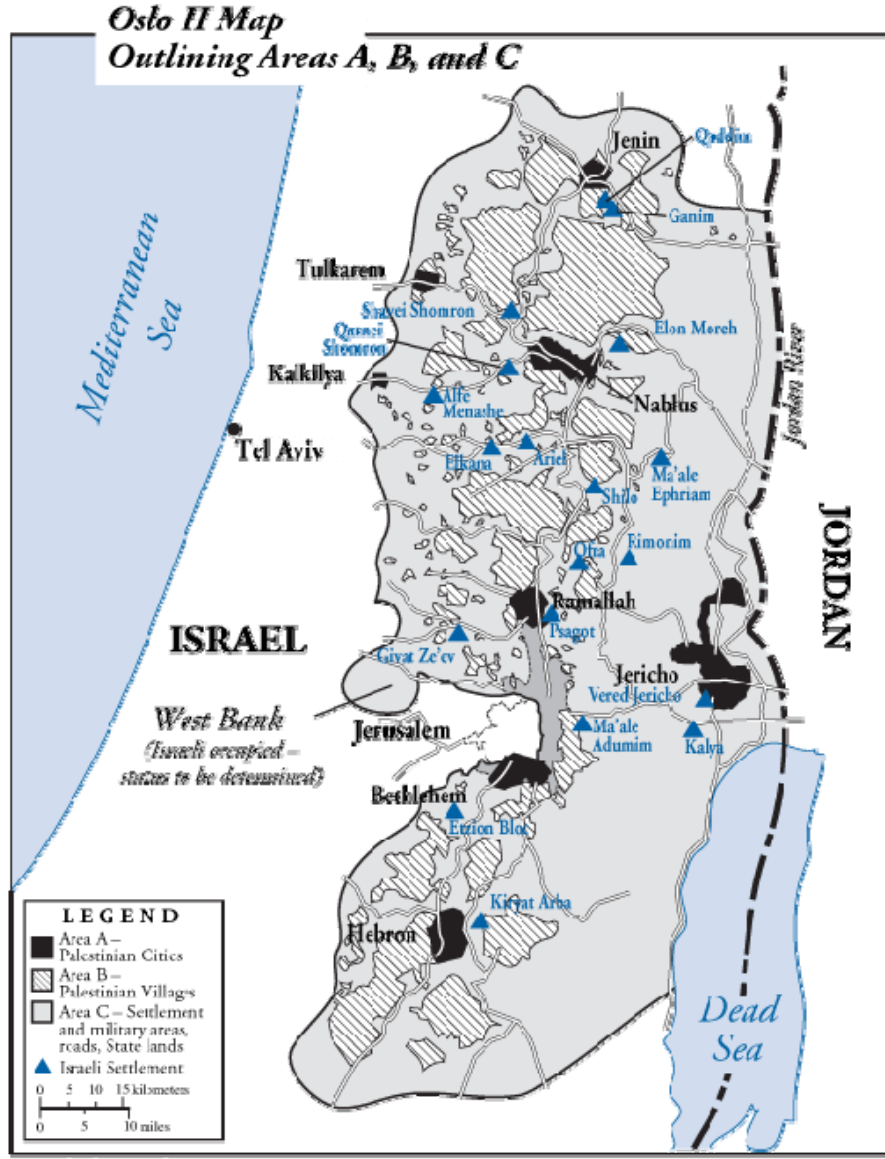 Oslo II Map
Outlining Areas A, B, and C
Jenin
Ganim
Tulkarem
Shavei Shomron
Shomron
Elon Moreh
Kalkilya
Alfe
Menashe
Nablus
Mediterranean
Sea
Jordan River
Tel Aviv
Elkana
Ariel
Ma'ale
Ephriam
Shilo
Ofra
Rimonim
JORDAN
Ramallah
Psagot
ISRAEL
Givat Ze'ev
Jericho
Vered Jericho
West Bank
(Israeli occupied –
status to be determined)
Jerusalem
Ma'ale
Adumim
Kalya
Bethlehem
Etzion Bloc
Kiryat Arba
Hebron
Dead
Sea
LEGEND
Area A –
Palestinian Cities
Area B –
Palestinian Villages
Area C – Settlement
and military areas,
roads, State lands
Israeli Settlement
0 5 10 15 kilometers
0 5 10 miles